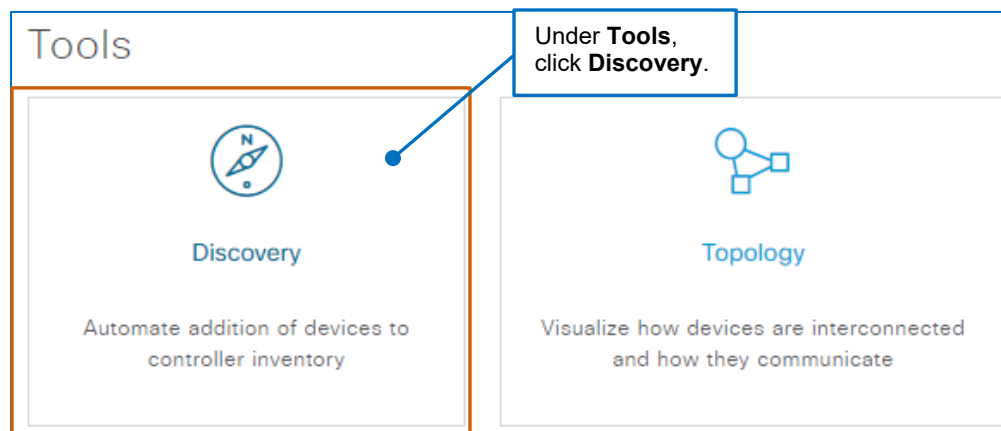 Tools
Under Tools,
click Discovery.
N
Discovery
Automate addition of devices to
controller inventory
Topology
Visualize how devices are interconnected
and how they communicate